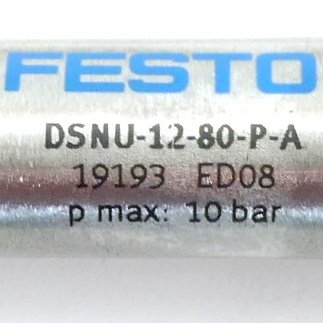 FESTO
DSNU-12-80-P-A
19193 ED08
p max: 10 bar